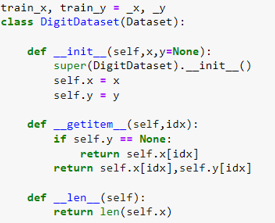 train_x, train_y = _x, _y
class DigitDataset(Dataset):
def __init__(self,x,y=None):
super(DigitDataset).__init__()
self.x = x
self.y = y
def __getitem__(self,idx):
if self.y == None:
return self.x[idx]
return self.x[idx],self.y[idx]
def __len__(self):
return len(self.x)